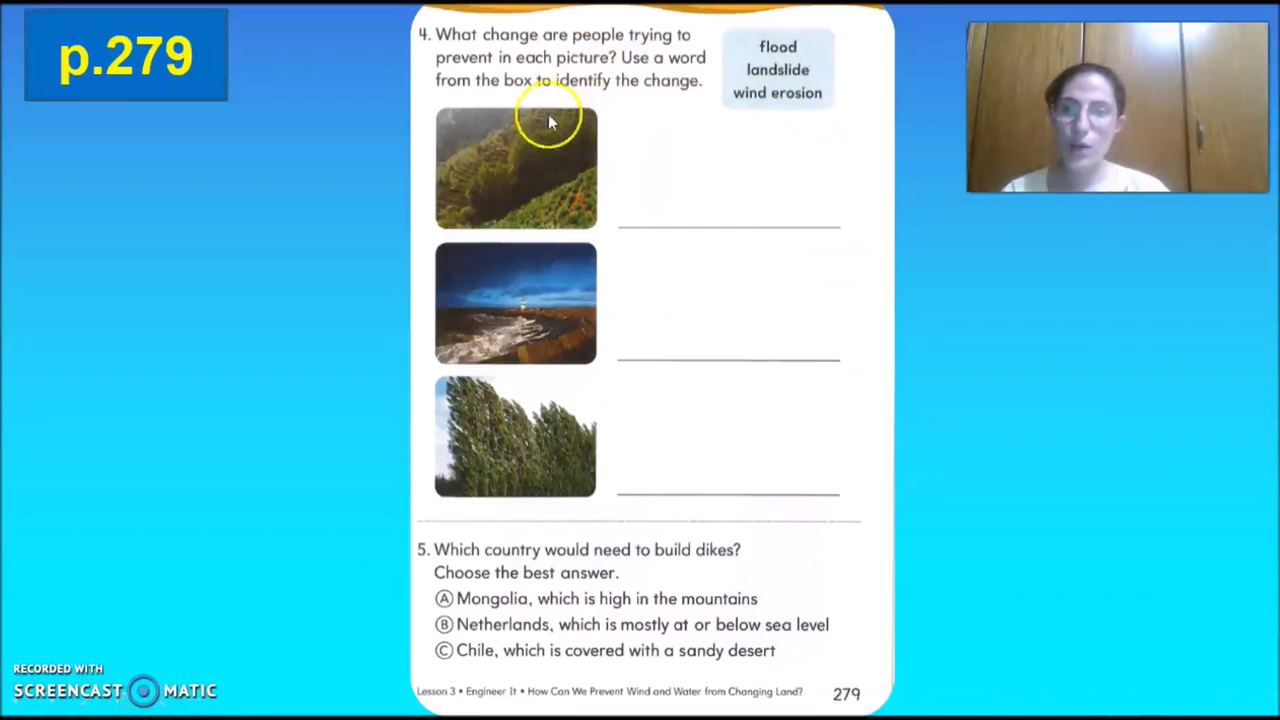 p.279
4. What change are people trying to
prevent in each picture? Use a word
from the box to identify the change.
flood
landslide
wind erosion
5. Which country would need to build dikes?
Choose the best answer.
Ⓐ Mongolia, which is high in the mountains
Ⓑ Netherlands, which is mostly at or below sea level
Ⓒ Chile, which is covered with a sandy desert
Lesson 3 • Engineer It • How Can We Prevent Wind and Water from Changing Land? 279
RECORDED WITH
SCREENCAST MATIC